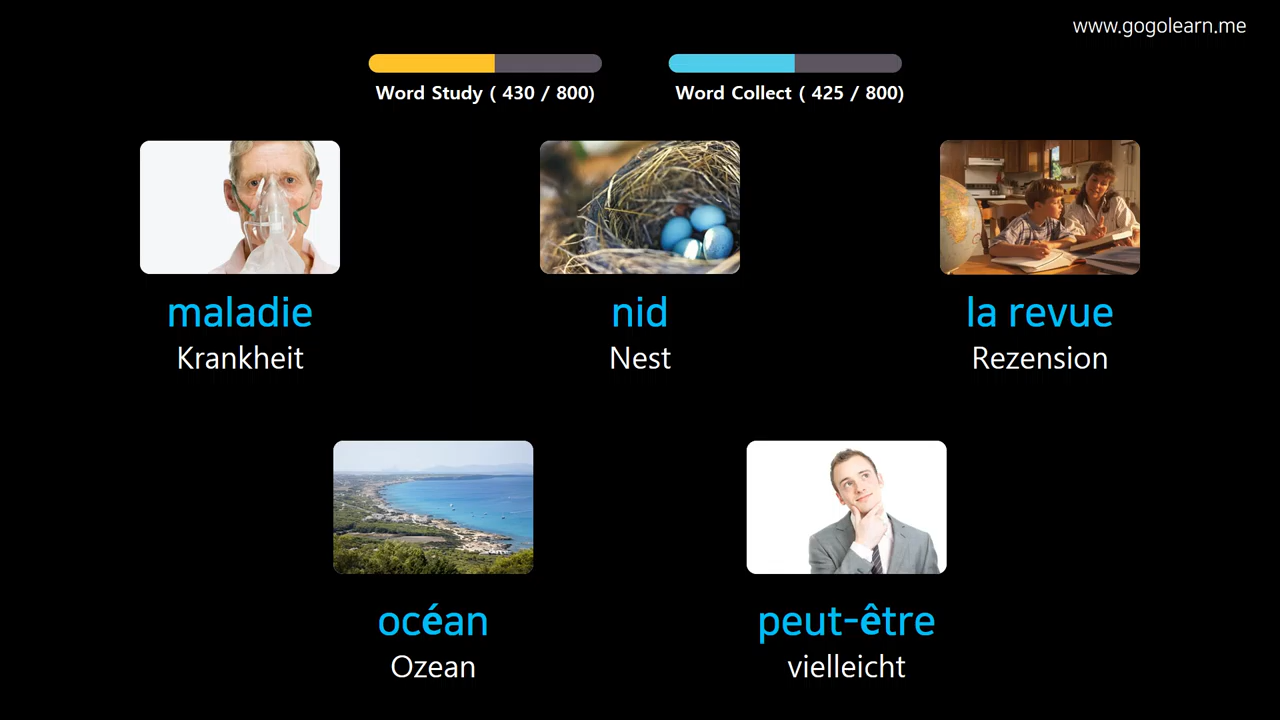 www.gogolearn.me
Word Study ( 430 / 800)
Word Collect ( 425 / 800)
maladie
Krankheit
nid
Nest
la revue
Rezension
océan
Ozean
peut-être
vielleicht